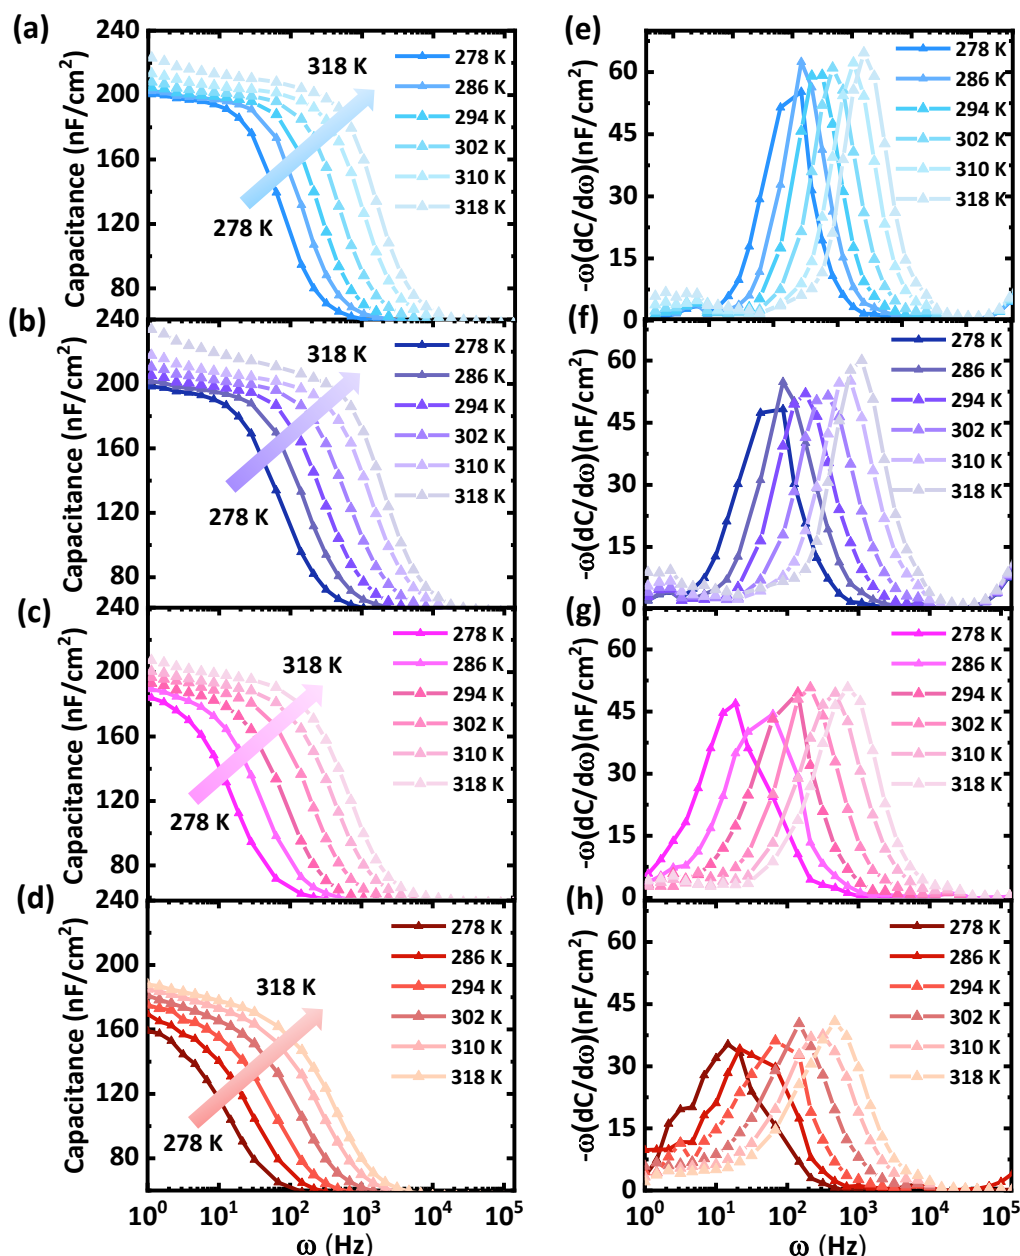 (a)
Capacitance (nF/cm²)
240
200
160
120
80
318 K
278 K
278 K
286 K
294 K
302 K
310 K
318 K
(e)
-ω(dC/dω)(nF/cm²)
60
45
30
15
0
278 K
286 K
294 K
302 K
310 K
318 K
(b)
Capacitance (nF/cm²)
240
200
160
120
80
318 K
278 K
278 K
286 K
294 K
302 K
310 K
318 K
(f)
-ω(dC/dω)(nF/cm²)
60
45
30
15
0
278 K
286 K
294 K
302 K
310 K
318 K
(c)
Capacitance (nF/cm²)
240
200
160
120
80
318 K
278 K
278 K
286 K
294 K
302 K
310 K
318 K
(g)
-ω(dC/dω)(nF/cm²)
60
45
30
15
0
278 K
286 K
294 K
302 K
310 K
318 K
(d)
Capacitance (nF/cm²)
240
200
160
120
80
318 K
278 K
278 K
286 K
294 K
302 K
310 K
318 K
10⁰ 10¹ 10² 10³ 10⁴ 10⁵
ω (Hz)
(h)
-ω(dC/dω)(nF/cm²)
60
45
30
15
0
278 K
286 K
294 K
302 K
310 K
318 K
10¹ 10² 10³ 10⁴ 10⁵
ω (Hz)